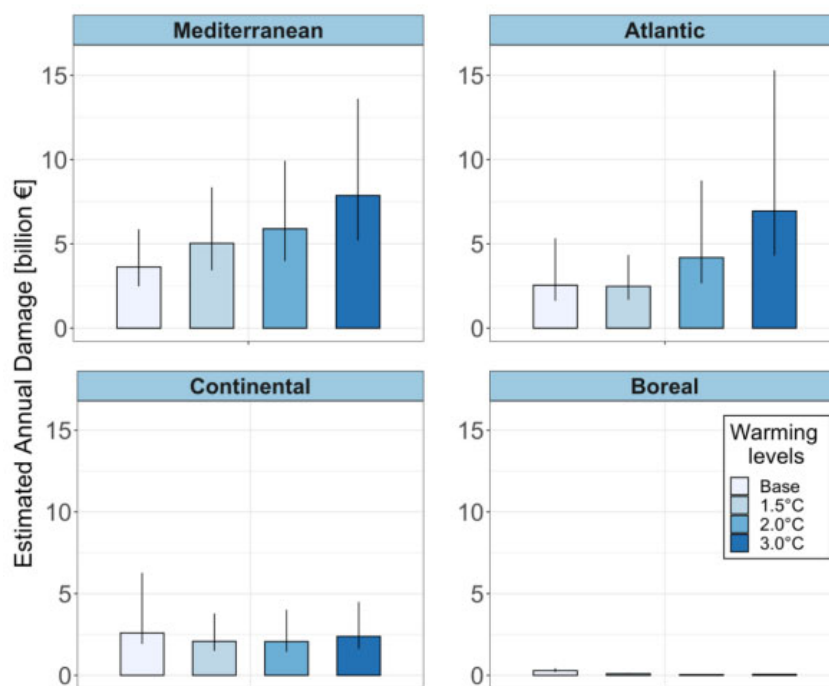 Mediterranean
Atlantic
15
10
5
0
15
10
5
0
Estimated Annual Damage [billion €]
Continental
Boreal
15
10
5
0
15
10
5
0
Warming
levels
Base
1.5°C
2.0°C
3.0°C